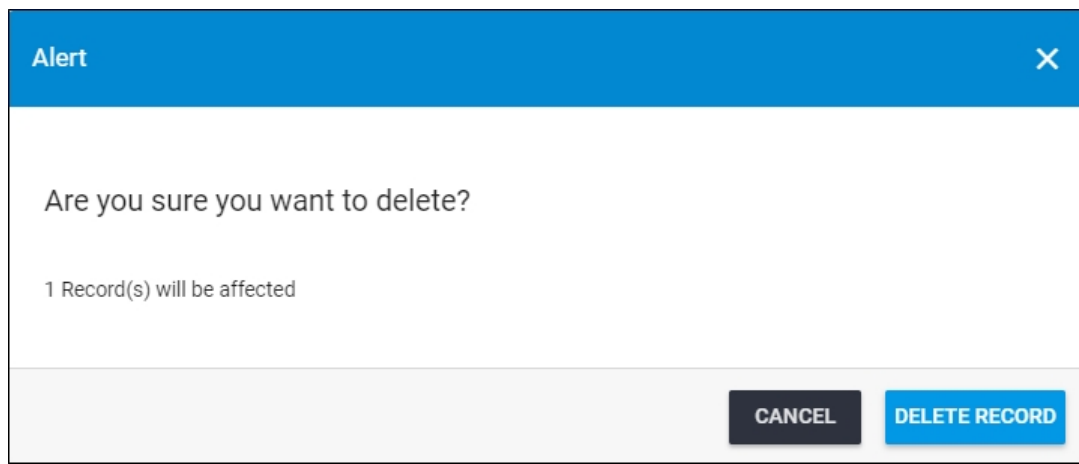 Alert
Are you sure you want to delete?
1 Record(s) will be affected
CANCEL
DELETE RECORD